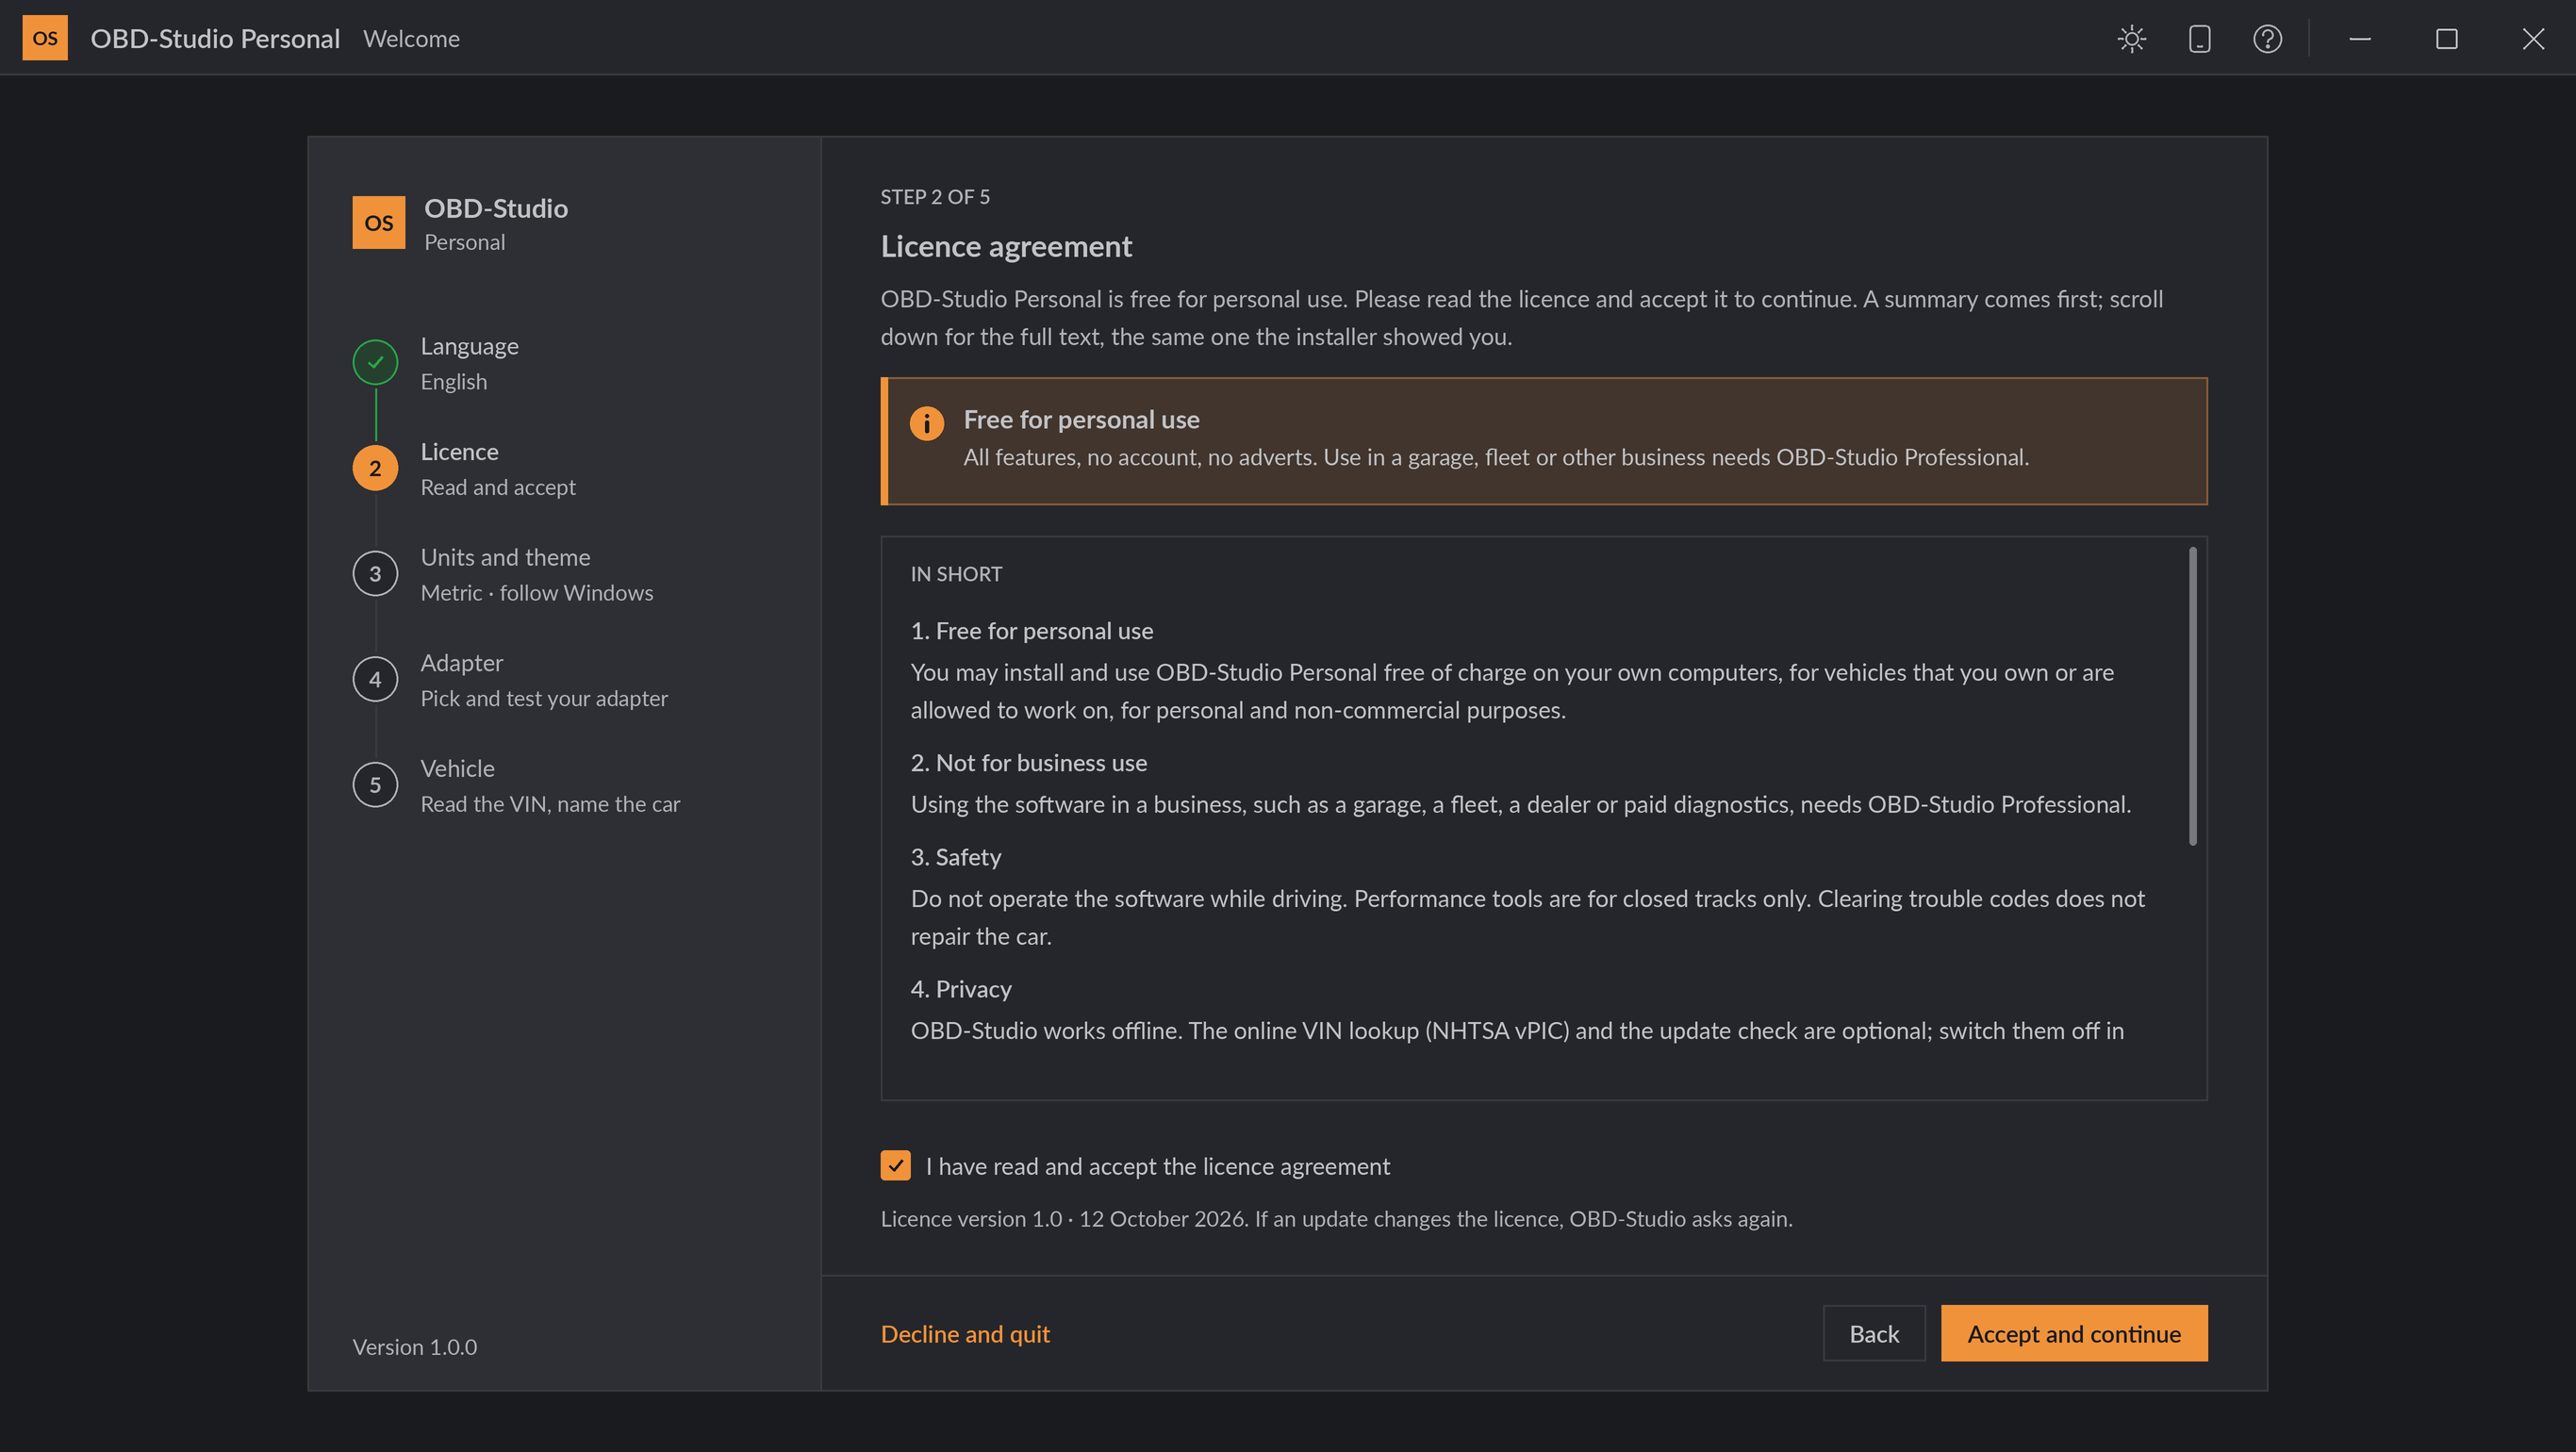 OS OBD-Studio Personal Welcome
OS
OBD-Studio
Personal
Language
English
2
Licence
Read and accept
3
Units and theme
Metric · follow Windows
4
Adapter
Pick and test your adapter
5
Vehicle
Read the VIN, name the car
Version 1.0.0
STEP 2 OF 5
Licence agreement
OBD-Studio Personal is free for personal use. Please read the licence and accept it to continue. A summary comes first; scroll
down for the full text, the same one the installer showed you.
Free for personal use
All features, no account, no adverts. Use in a garage, fleet or other business needs OBD-Studio Professional.
IN SHORT
1. Free for personal use
You may install and use OBD-Studio Personal free of charge on your own computers, for vehicles that you own or are
allowed to work on, for personal and non-commercial purposes.
2. Not for business use
Using the software in a business, such as a garage, a fleet, a dealer or paid diagnostics, needs OBD-Studio Professional.
3. Safety
Do not operate the software while driving. Performance tools are for closed tracks only. Clearing trouble codes does not
repair the car.
4. Privacy
OBD-Studio works offline. The online VIN lookup (NHTSA vPIC) and the update check are optional; switch them off in
I have read and accept the licence agreement
Licence version 1.0 · 12 October 2026. If an update changes the licence, OBD-Studio asks again.
Decline and quit
Back
Accept and continue